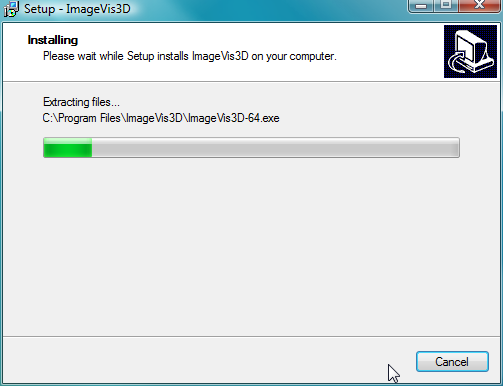 Setup - ImageVis3D
Installing
Please wait while Setup installs ImageVis3D on your computer.
Extracting files...
C:\Program Files\ImageVis3D\ImageVis3D-64.exe
Cancel